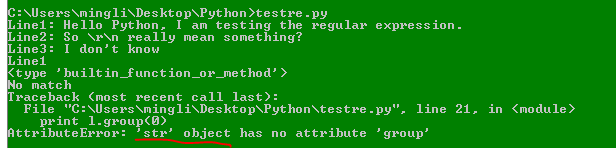 C:\Users\mingli\Desktop\Python>testre.py
Line1: Hello Python, I am testing the regular expression.
Line2: So \r\n really mean something?
Line3: I don't know
Line1
<type 'builtin_function_or_method'>
No match
Traceback (most recent call last):
  File "C:\Users\mingli\Desktop\Python\testre.py", line 21, in <module>
    print l.group(0)
AttributeError: 'str' object has no attribute 'group'